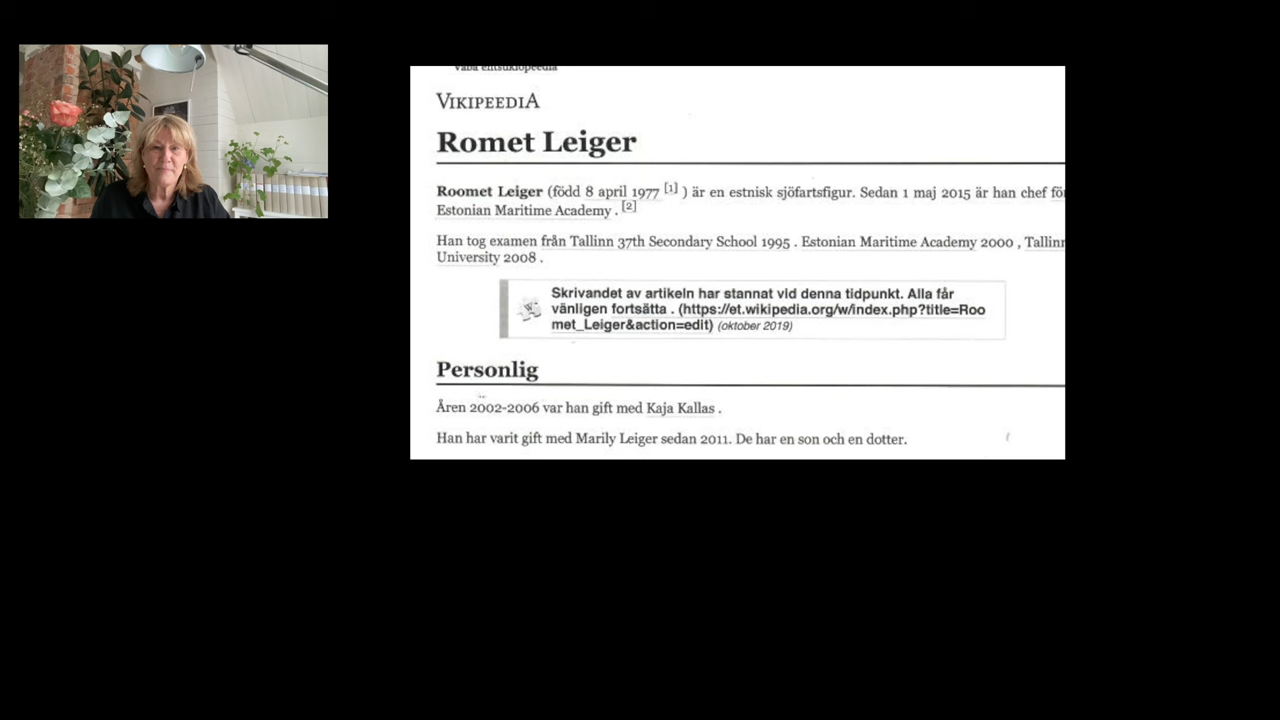 Vaba entsüklopeedia
VIKIPEEDIA
Romet Leiger
Roomet Leiger (född 8 april 1977 [1] ) är en estnisk sjöfartsfigur. Sedan 1 maj 2015 är han chef fö
Estonian Maritime Academy . [2]
Han tog examen från Tallinn 37th Secondary School 1995 . Estonian Maritime Academy 2000 , Tallinn
University 2008 .
Skrivandet av artikeln har stannat vid denna tidpunkt. Alla får
vänligen fortsätta . (https://et.wikipedia.org/w/index.php?title=Roo
met_Leiger&action=edit) (oktober 2019)
Personlig
Åren 2002-2006 var han gift med Kaja Kallas .
Han har varit gift med Marily Leiger sedan 2011. De har en son och en dotter.